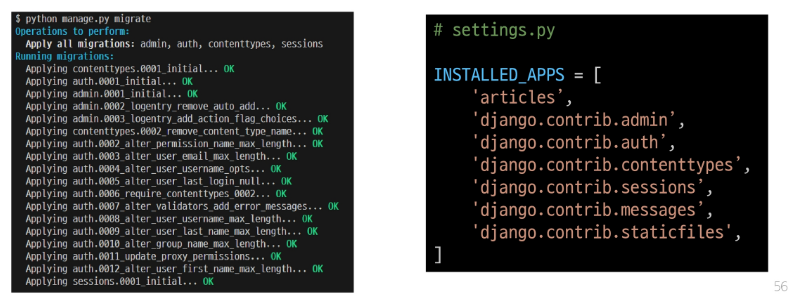 $ python manage.py migrate
Operations to perform:
  Apply all migrations: admin, auth, contenttypes, sessions
Running migrations:
  Applying contenttypes.0001_initial... OK
  Applying auth.0001_initial... OK
  Applying admin.0001_initial... OK
  Applying admin.0002_logentry_remove_auto_add... OK
  Applying admin.0003_logentry_add_action_flag_choices... OK
  Applying contenttypes.0002_remove_content_type_name... OK
  Applying auth.0002_alter_permission_name_max_length... OK
  Applying auth.0003_alter_user_email_max_length... OK
  Applying auth.0004_alter_user_username_opts... OK
  Applying auth.0005_alter_user_last_login_null... OK
  Applying auth.0006_require_contenttypes_0002... OK
  Applying auth.0007_alter_validators_add_error_messages... OK
  Applying auth.0008_alter_user_username_max_length... OK
  Applying auth.0009_alter_user_last_name_max_length... OK
  Applying auth.0010_alter_group_name_max_length... OK
  Applying auth.0011_update_proxy_permissions... OK
  Applying auth.0012_alter_user_first_name_max_length... OK
  Applying sessions.0001_initial... OK
# settings.py
INSTALLED_APPS = [
    'articles',
    'django.contrib.admin',
    'django.contrib.auth',
    'django.contrib.contenttypes',
    'django.contrib.sessions',
    'django.contrib.messages',
    'django.contrib.staticfiles',
]
56